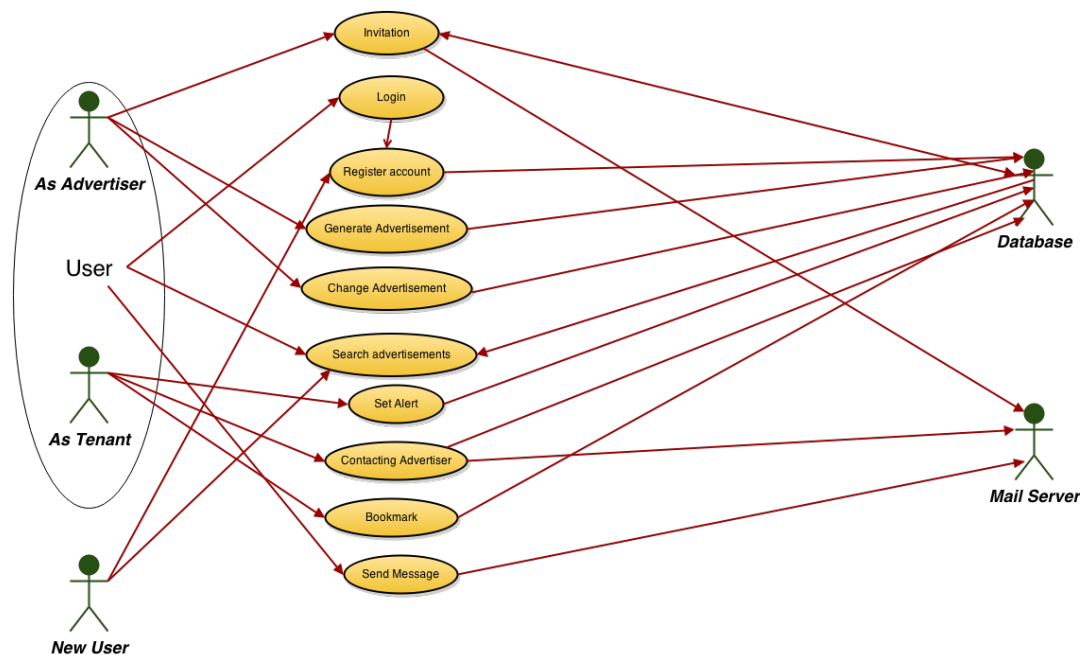 Invitation
Login
As Advertiser
Register account
Generate Advertisement
Database
User
Change Advertisement
Search advertisements
Set Alert
As Tenant
Contacting Advertiser
Mail Server
Bookmark
Send Message
New User